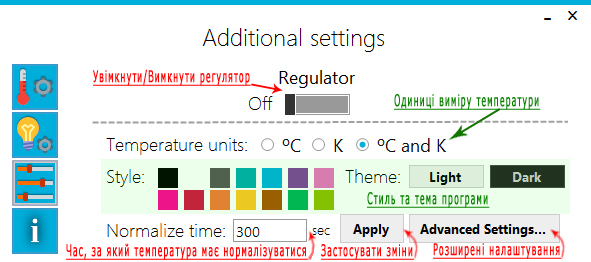 Additional settings
Увімкнути/Вимкнути регулятор
Regulator
Off
Одиниці виміру температури
Temperature units: ºC K ºC and K
Style: Theme: Light Dark
Стиль та тема програми
Normalize time: 300 sec Apply Advanced Settings...
Час, за який температура має нормалізуватися Застосувати зміни Розширені налаштування
i